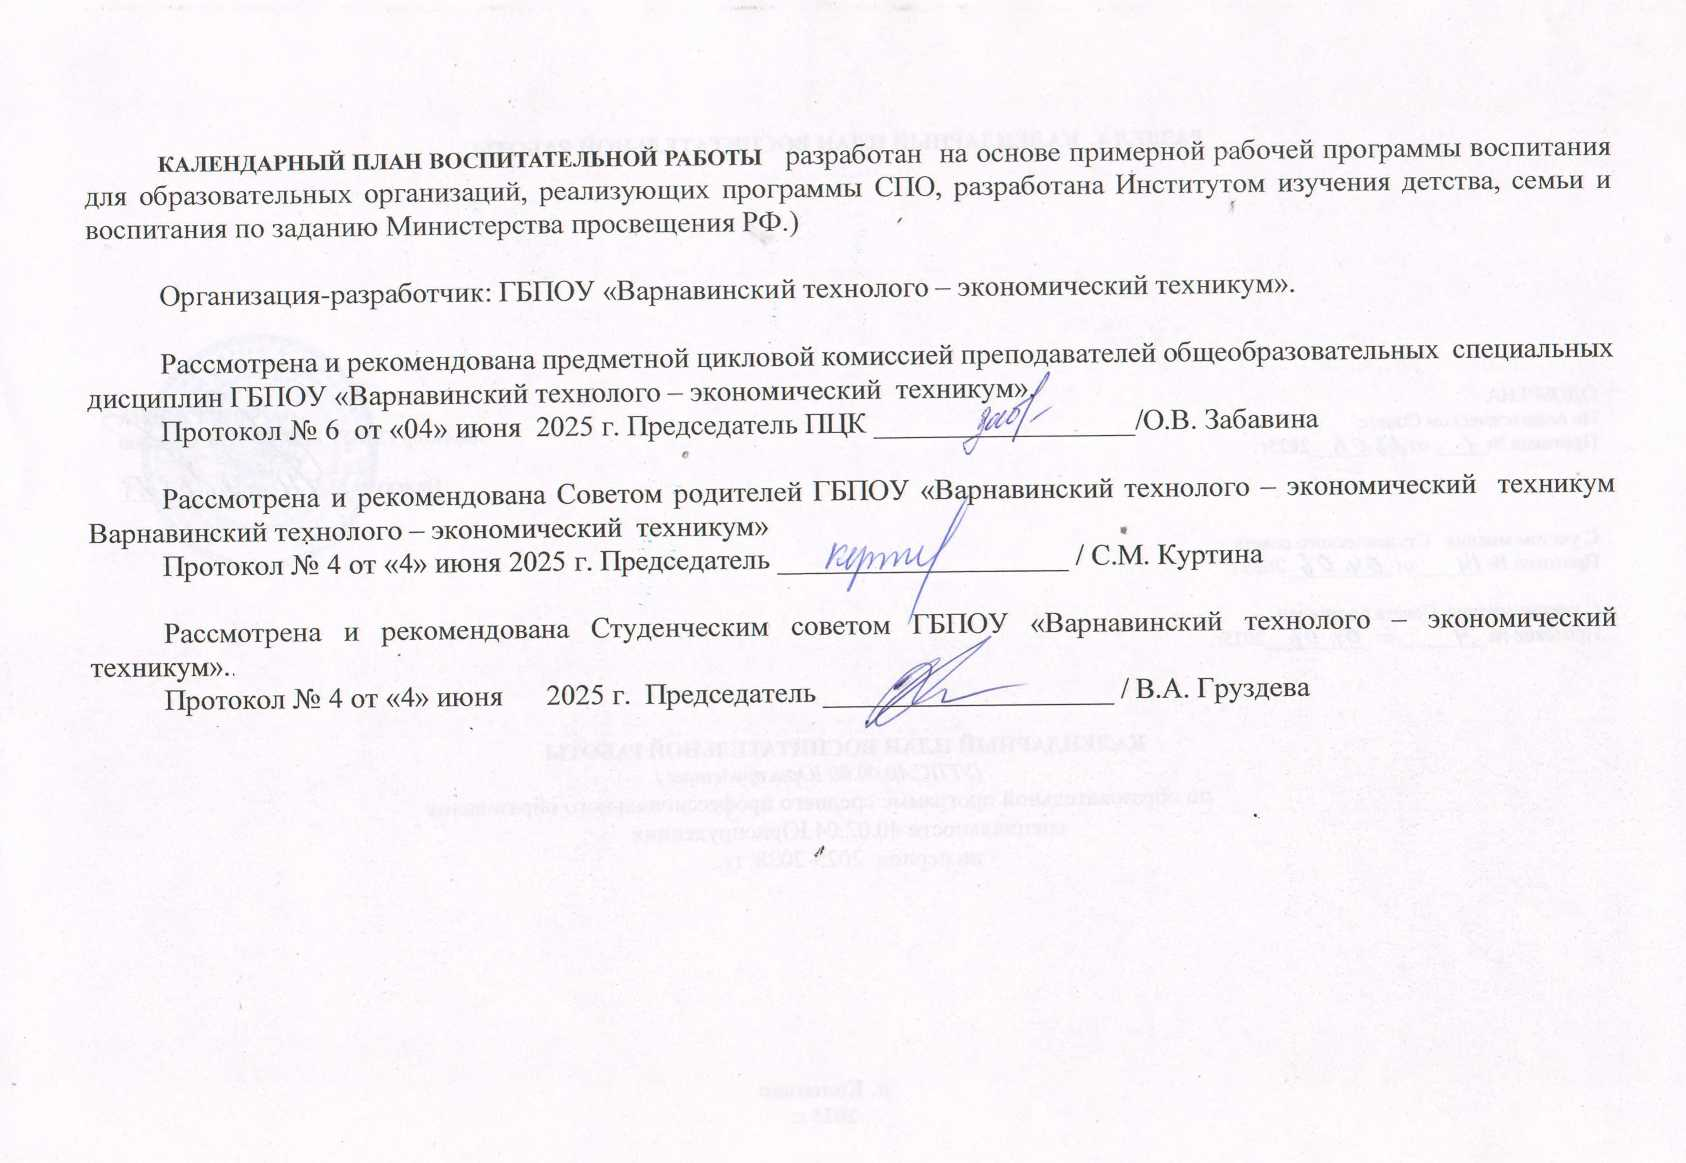 КАЛЕНДАРНЫЙ ПЛАН ВОСПИТАТЕЛЬНОЙ РАБОТЫ разработан на основе примерной рабочей программы воспитания
для образовательных организаций, реализующих программы СПО, разработана Институтом изучения детства, семьи и
воспитания по заданию Министерства просвещения РФ.)
Организация-разработчик: ГБПОУ «Варнавинский технолого – экономический техникум».
Рассмотрена и рекомендована предметной цикловой комиссией преподавателей общеобразовательных специальных
дисциплин ГБПОУ «Варнавинский технолого – экономический техникум».
Протокол № 6 от «04» июня 2025 г. Председатель ПЦК __________________/О.В. Забавина
Рассмотрена и рекомендована Советом родителей ГБПОУ «Варнавинский технолого – экономический техникум
Варнавинский технолого – экономический техникум»
Протокол № 4 от «4» июня 2025 г. Председатель ____________________ / С.М. Куртина
Рассмотрена и рекомендована Студенческим советом ГБПОУ «Варнавинский технолого – экономический
техникум»..
Протокол № 4 от «4» июня 2025 г. Председатель ____________________ / В.А. Груздева